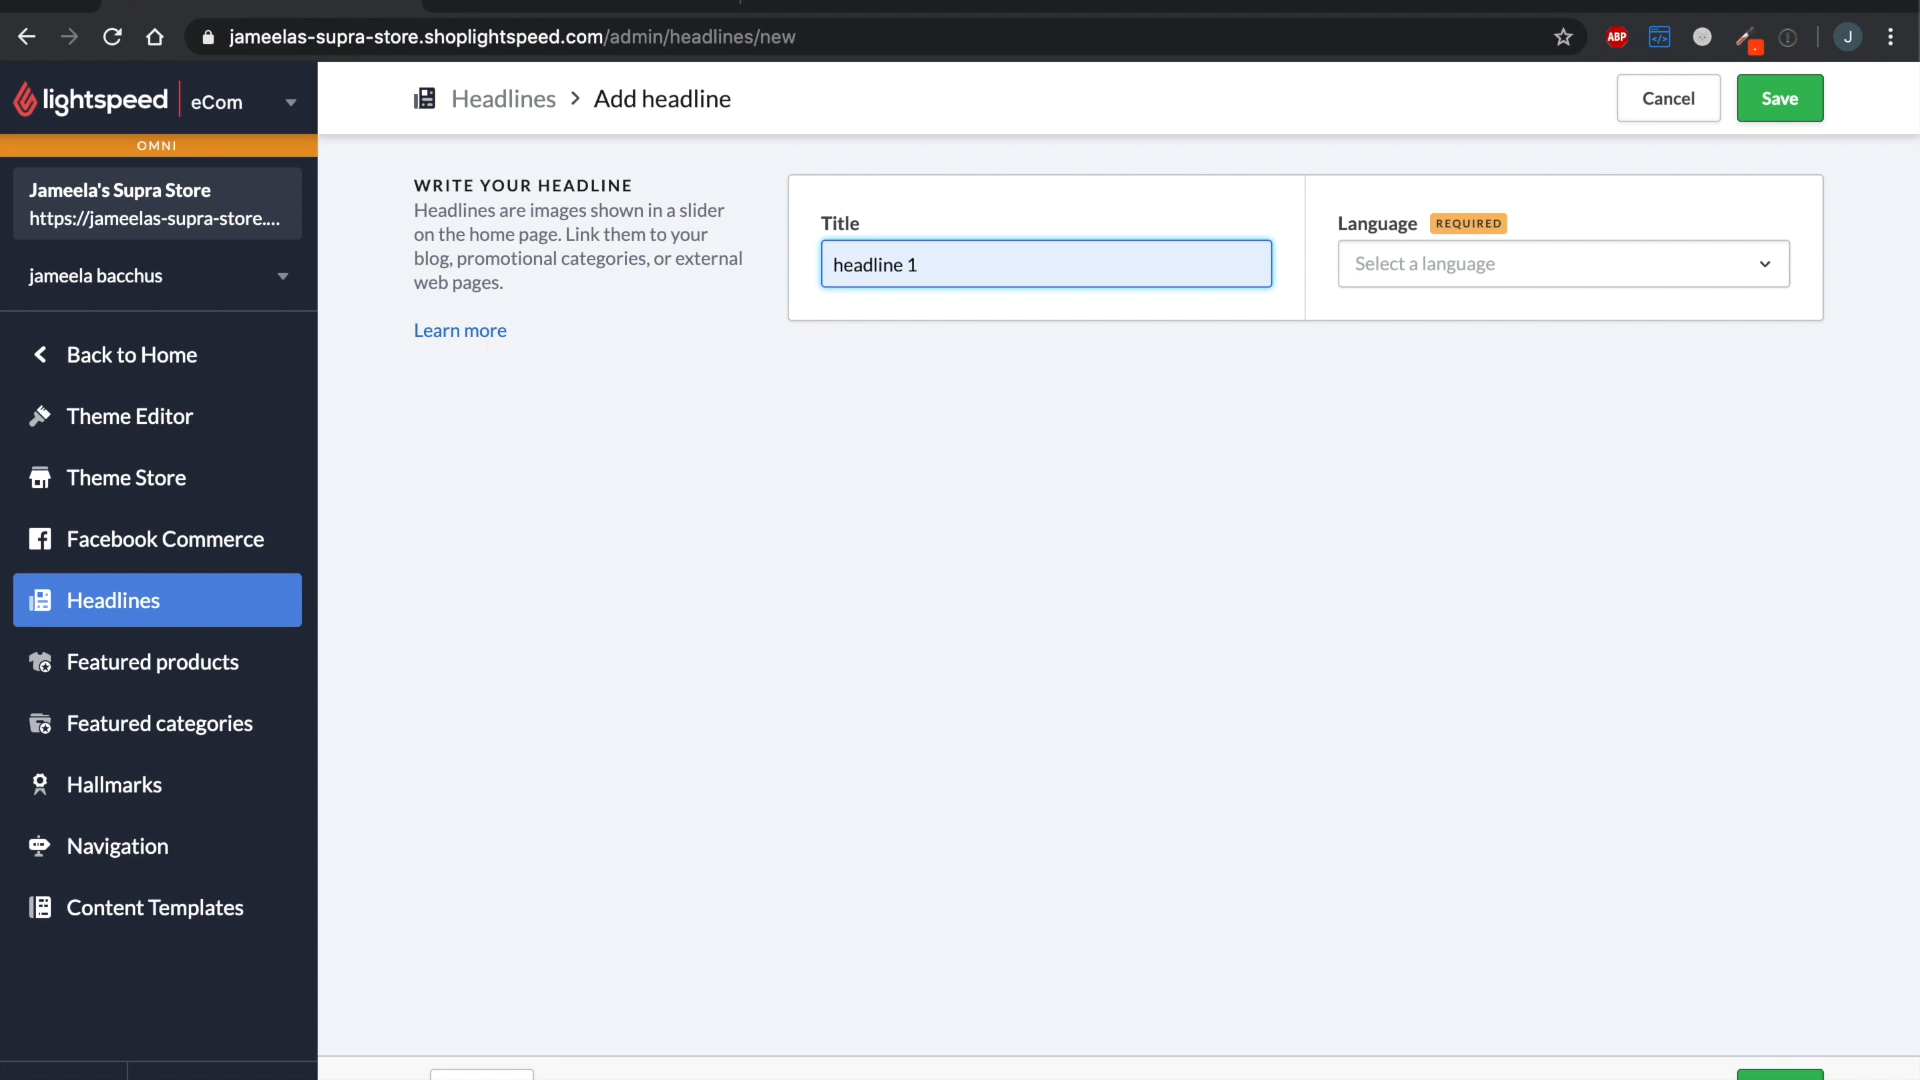 jameelas-supra-store.shoplightspeed.com/admin/headlines/new
ABP
J
lightspeed eCom
OMNI
Jameela's Supra Store
https://jameelas-supra-store....
jameela bacchus
Back to Home
Theme Editor
Theme Store
Facebook Commerce
Headlines
Featured products
Featured categories
Hallmarks
Navigation
Content Templates
Headlines > Add headline
Cancel
Save
WRITE YOUR HEADLINE
Headlines are images shown in a slider
on the home page. Link them to your
blog, promotional categories, or external
web pages.
Learn more
Title
headline 1
Language REQUIRED
Select a language